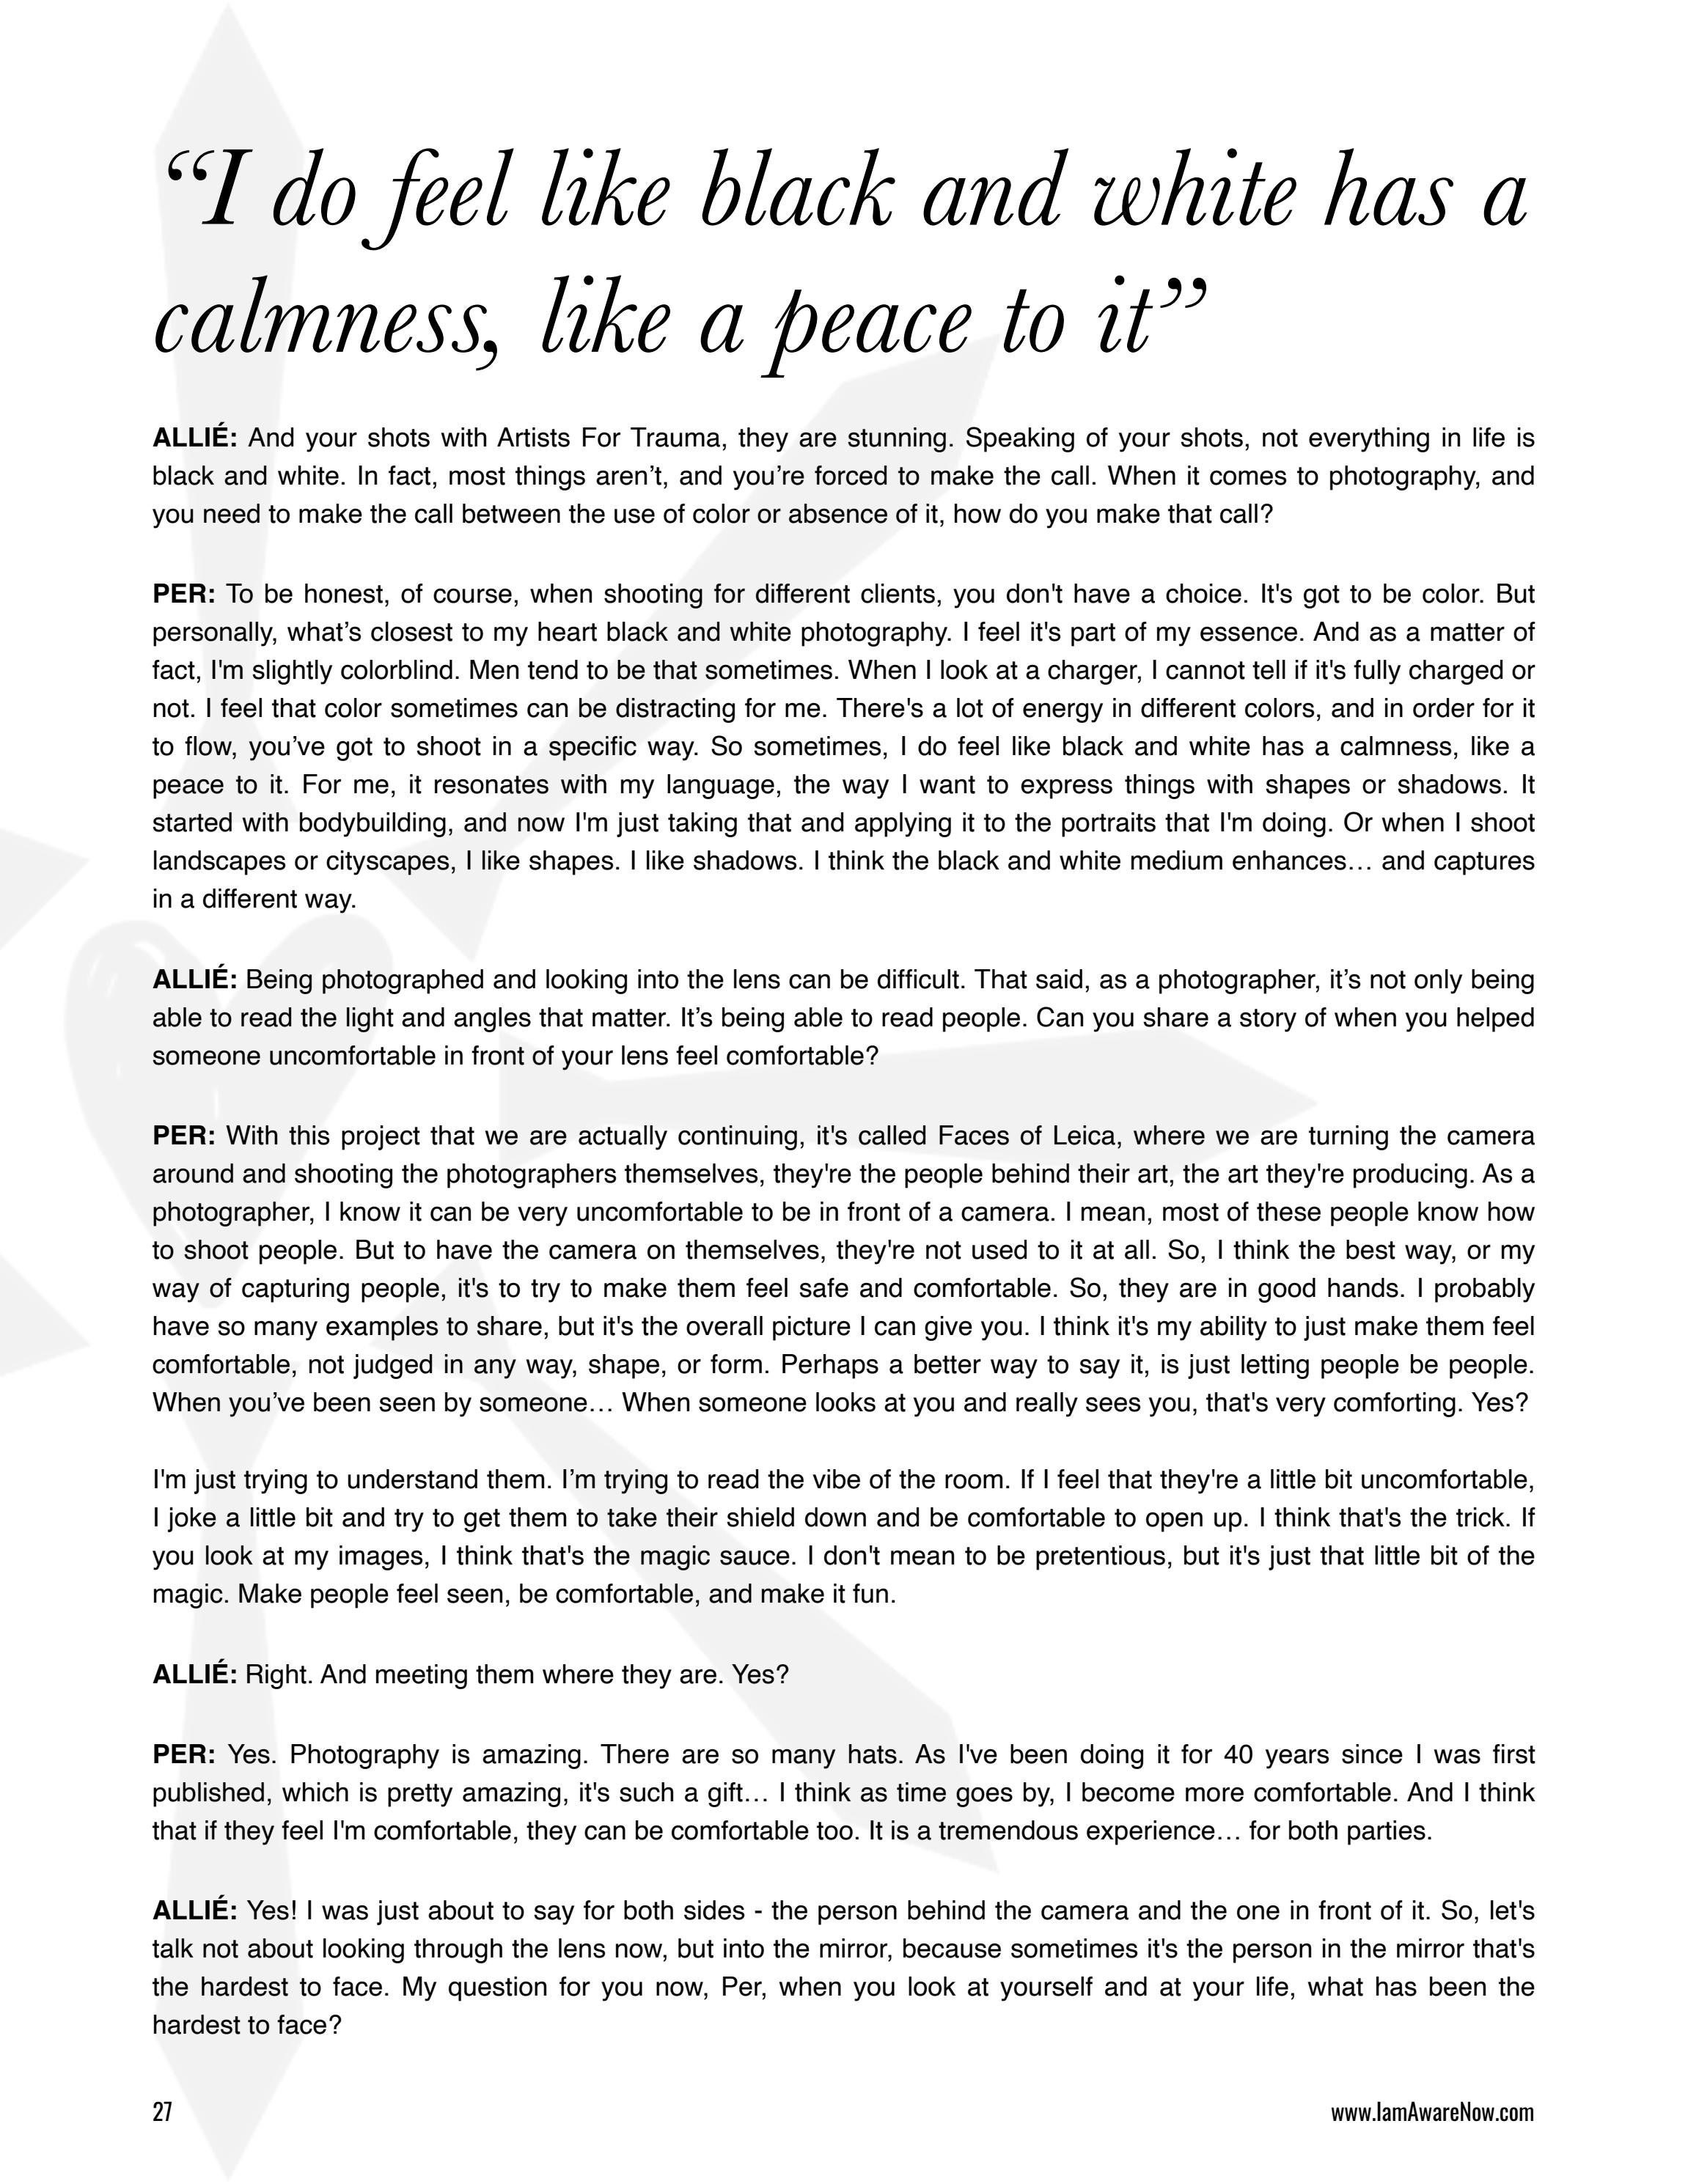 “I do feel like black and white has a
calmness, like a peace to it”
ALLIÉ: And your shots with Artists For Trauma, they are stunning. Speaking of your shots, not everything in life is
black and white. In fact, most things aren’t, and you’re forced to make the call. When it comes to photography, and
you need to make the call between the use of color or absence of it, how do you make that call?
PER: To be honest, of course, when shooting for different clients, you don't have a choice. It's got to be color. But
personally, what’s closest to my heart black and white photography. I feel it's part of my essence. And as a matter of
fact, I'm slightly colorblind. Men tend to be that sometimes. When I look at a charger, I cannot tell if it's fully charged or
not. I feel that color sometimes can be distracting for me. There's a lot of energy in different colors, and in order for it
to flow, you’ve got to shoot in a specific way. So sometimes, I do feel like black and white has a calmness, like a
peace to it. For me, it resonates with my language, the way I want to express things with shapes or shadows. It
started with bodybuilding, and now I'm just taking that and applying it to the portraits that I'm doing. Or when I shoot
landscapes or cityscapes, I like shapes. I like shadows. I think the black and white medium enhances… and captures
in a different way.
ALLIÉ: Being photographed and looking into the lens can be difficult. That said, as a photographer, it’s not only being
able to read the light and angles that matter. It’s being able to read people. Can you share a story of when you helped
someone uncomfortable in front of your lens feel comfortable?
PER: With this project that we are actually continuing, it's called Faces of Leica, where we are turning the camera
around and shooting the photographers themselves, they're the people behind their art, the art they're producing. As a
photographer, I know it can be very uncomfortable to be in front of a camera. I mean, most of these people know how
to shoot people. But to have the camera on themselves, they're not used to it at all. So, I think the best way, or my
way of capturing people, it's to try to make them feel safe and comfortable. So, they are in good hands. I probably
have so many examples to share, but it's the overall picture I can give you. I think it's my ability to just make them feel
comfortable, not judged in any way, shape, or form. Perhaps a better way to say it, is just letting people be people.
When you’ve been seen by someone… When someone looks at you and really sees you, that's very comforting. Yes?
I'm just trying to understand them. I’m trying to read the vibe of the room. If I feel that they're a little bit uncomfortable,
I joke a little bit and try to get them to take their shield down and be comfortable to open up. I think that's the trick. If
you look at my images, I think that's the magic sauce. I don't mean to be pretentious, but it's just that little bit of the
magic. Make people feel seen, be comfortable, and make it fun.
ALLIÉ: Right. And meeting them where they are. Yes?
PER: Yes. Photography is amazing. There are so many hats. As I've been doing it for 40 years since I was first
published, which is pretty amazing, it's such a gift… I think as time goes by, I become more comfortable. And I think
that if they feel I'm comfortable, they can be comfortable too. It is a tremendous experience… for both parties.
ALLIÉ: Yes! I was just about to say for both sides - the person behind the camera and the one in front of it. So, let's
talk not about looking through the lens now, but into the mirror, because sometimes it's the person in the mirror that's
the hardest to face. My question for you now, Per, when you look at yourself and at your life, what has been the
hardest to face?
27
www.IamAwareNow.com